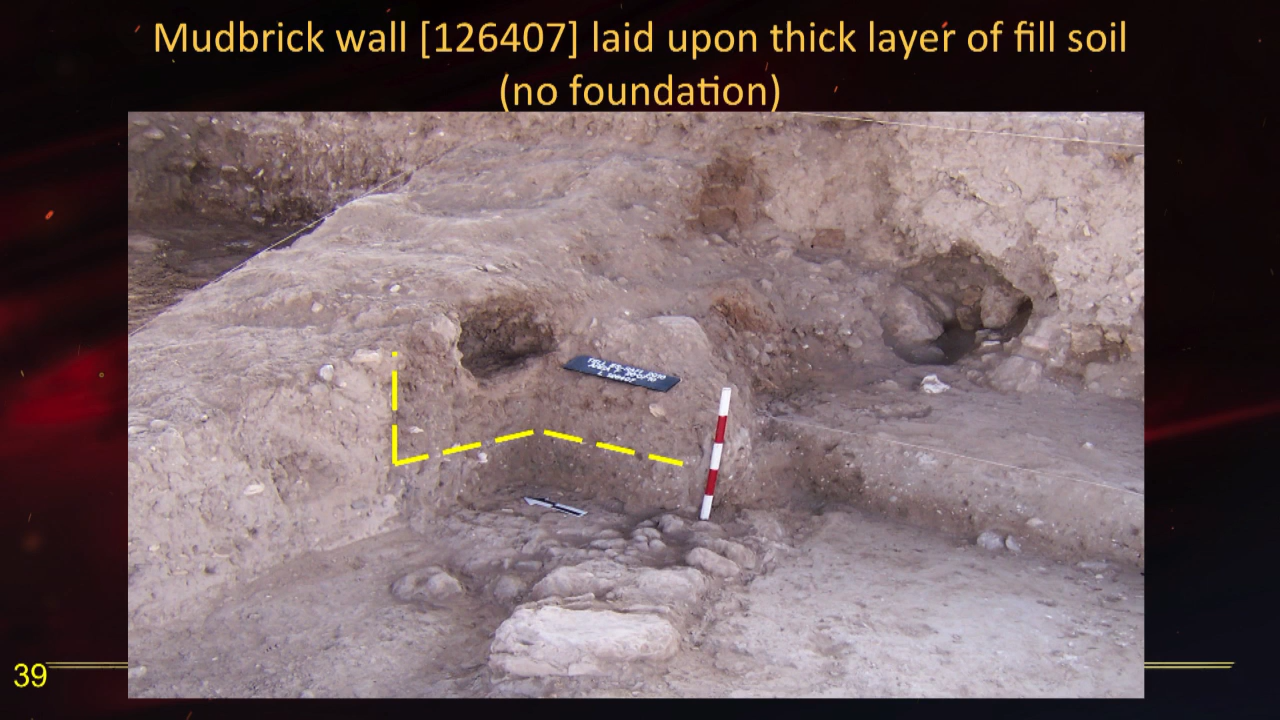 Mudbrick wall [126407] laid upon thick layer of fill soil
(no foundation)
39